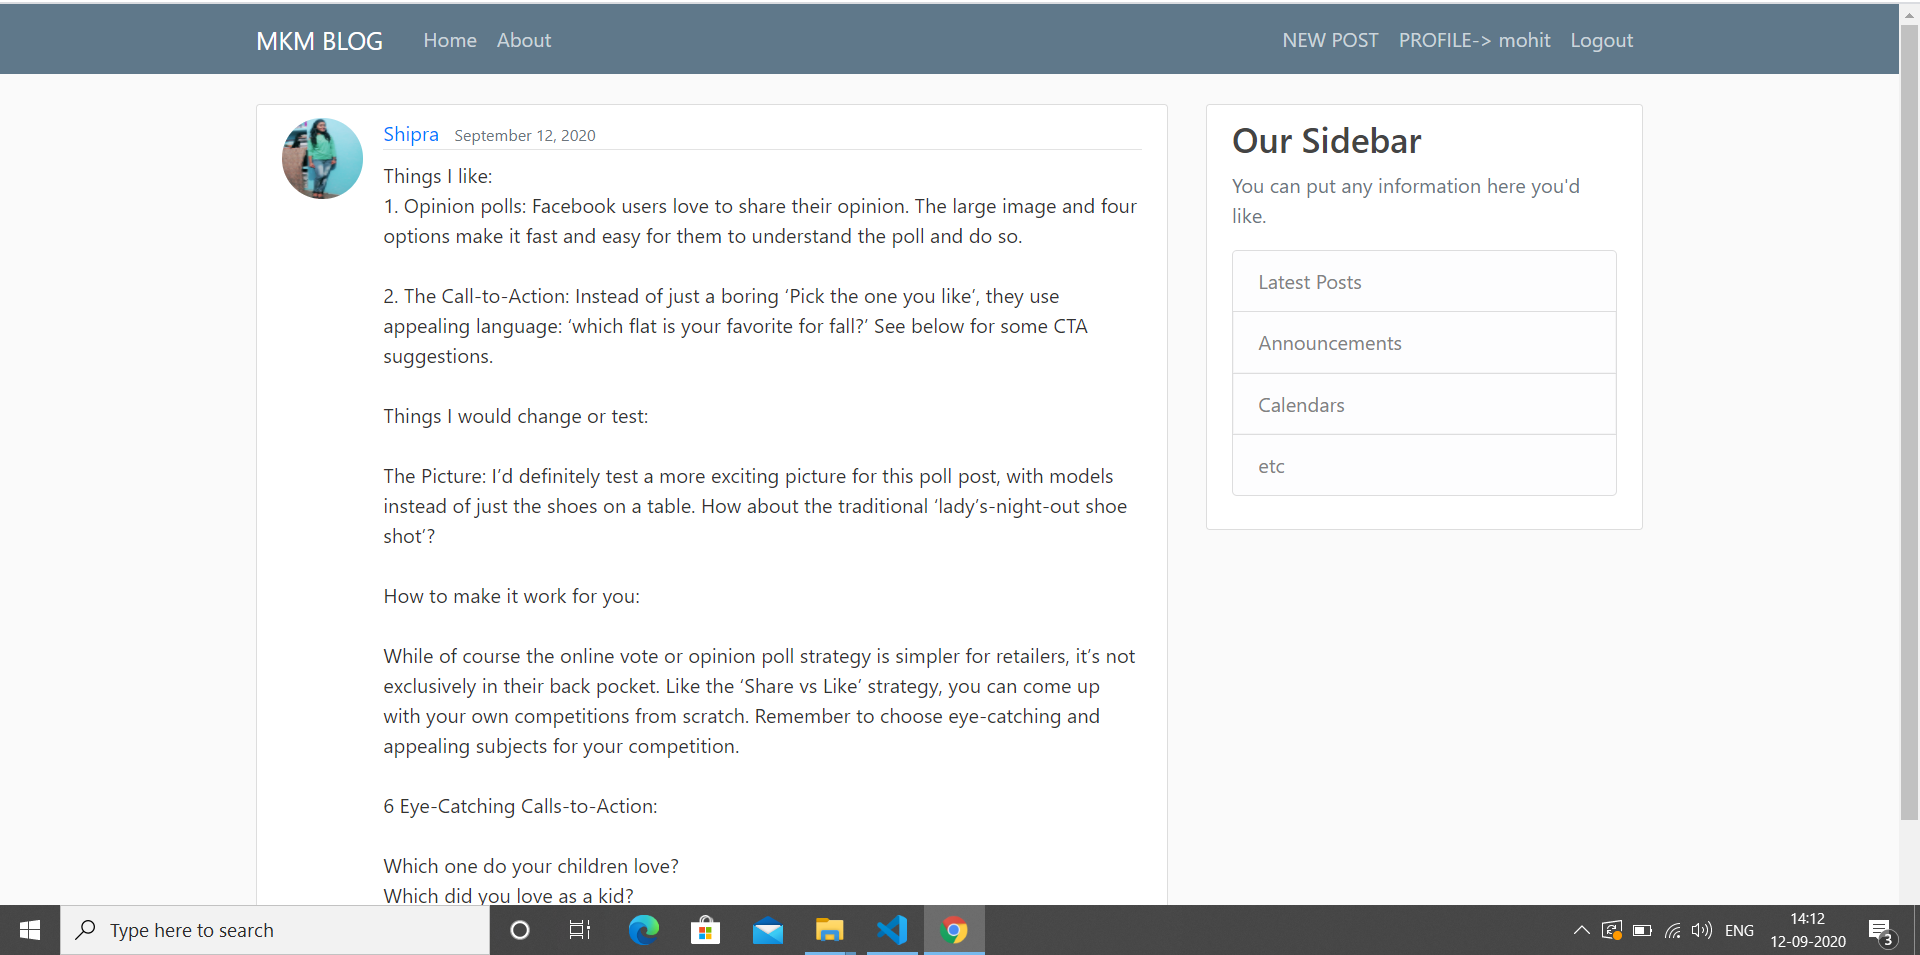 MKM BLOG Home About NEW POST PROFILE-> mohit Logout
Shipra September 12, 2020
Things I like:
1. Opinion polls: Facebook users love to share their opinion. The large image and four
options make it fast and easy for them to understand the poll and do so.
2. The Call-to-Action: Instead of just a boring ‘Pick the one you like’, they use
appealing language: ‘which flat is your favorite for fall?’ See below for some CTA
suggestions.
Things I would change or test:
The Picture: I’d definitely test a more exciting picture for this poll post, with models
instead of just the shoes on a table. How about the traditional ‘lady’s-night-out shoe
shot’?
How to make it work for you:
While of course the online vote or opinion poll strategy is simpler for retailers, it’s not
exclusively in their back pocket. Like the ‘Share vs Like’ strategy, you can come up
with your own competitions from scratch. Remember to choose eye-catching and
appealing subjects for your competition.
6 Eye-Catching Calls-to-Action:
Which one do your children love?
Which did you love as a kid?
Our Sidebar
You can put any information here you'd
like.
Latest Posts
Announcements
Calendars
etc
Type here to search
ENG
14:12
12-09-2020
3